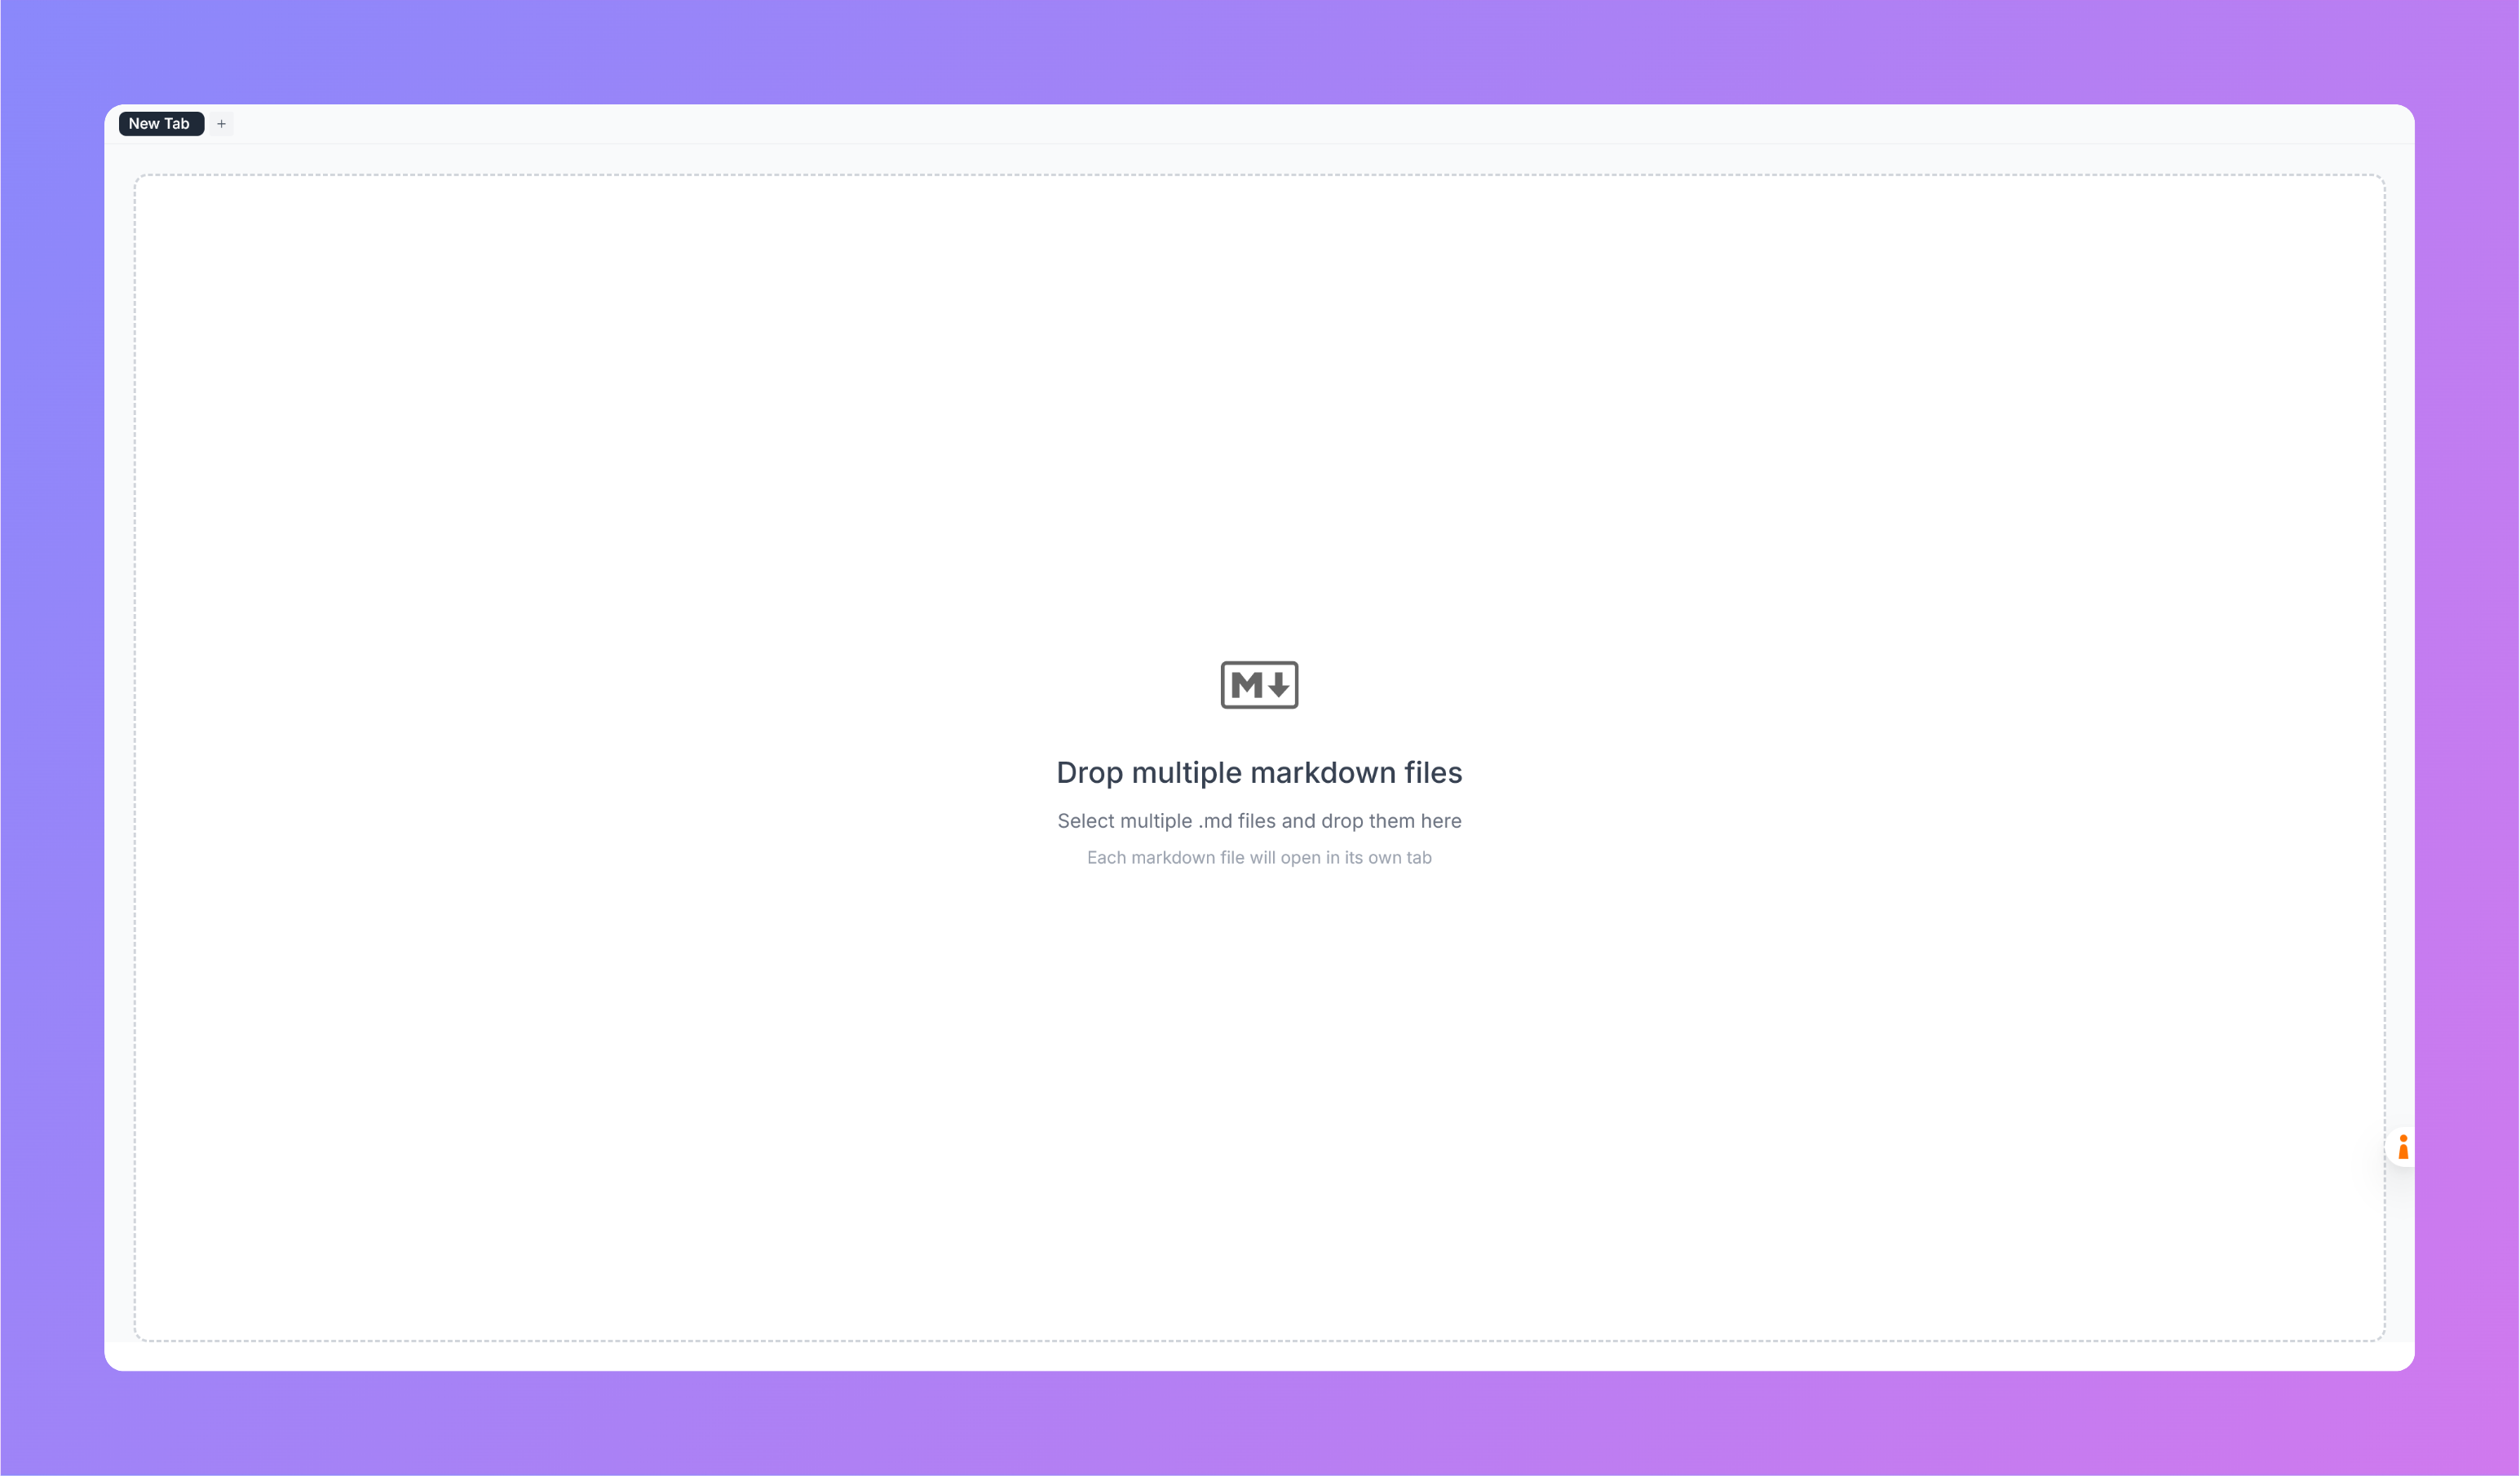 New Tab +
M
Drop multiple markdown files
Select multiple .md files and drop them here
Each markdown file will open in its own tab